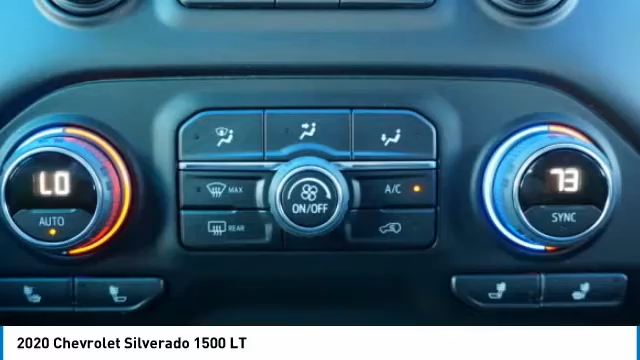 LO
AUTO
MAX
REAR
ON/OFF
A/C
73
SYNC
2020 Chevrolet Silverado 1500 LT